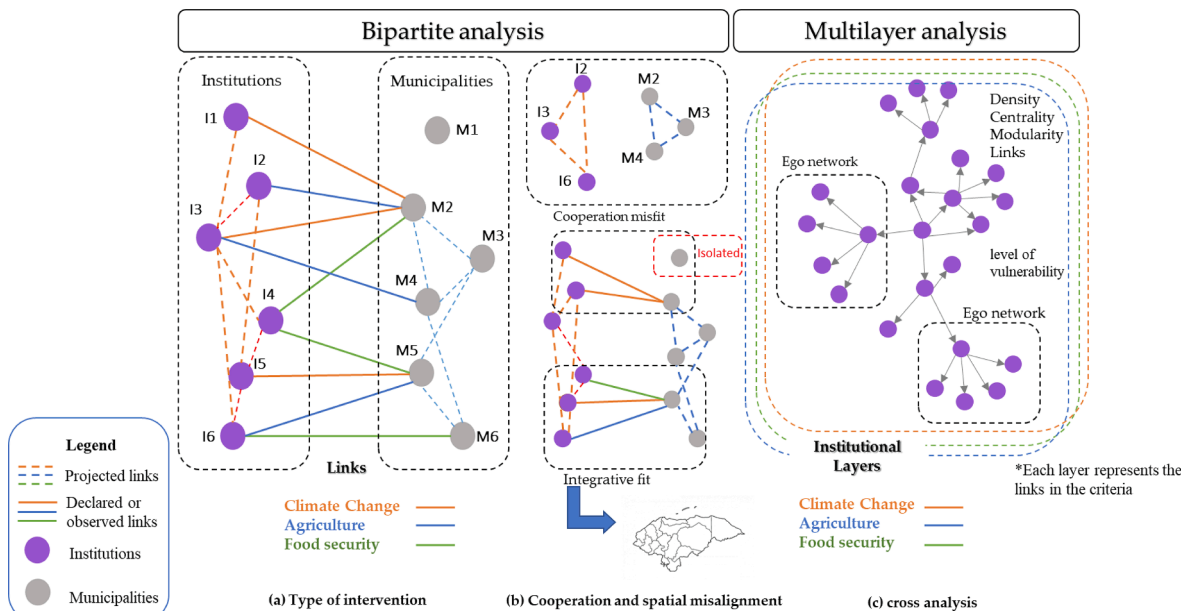 Bipartite analysis
Multilayer analysis
Institutions
Municipalities
I1
I2
I3
I4
I5
I6
M1
M2
M3
M4
M5
M6
Links
Climate Change
Agriculture
Food security
(a) Type of intervention
I2
I3
I6
M2
M3
M4
Cooperation misfit
Isolated
Integrative fit
(b) Cooperation and spatial misalignment
Density
Centrality
Modularity
Links
Ego network
level of
vulnerability
Ego network
Institutional
Layers
*Each layer represents the
links in the criteria
Climate Change
Agriculture
Food security
(c) cross analysis
Legend
Projected links
Declared or
observed links
Institutions
Municipalities